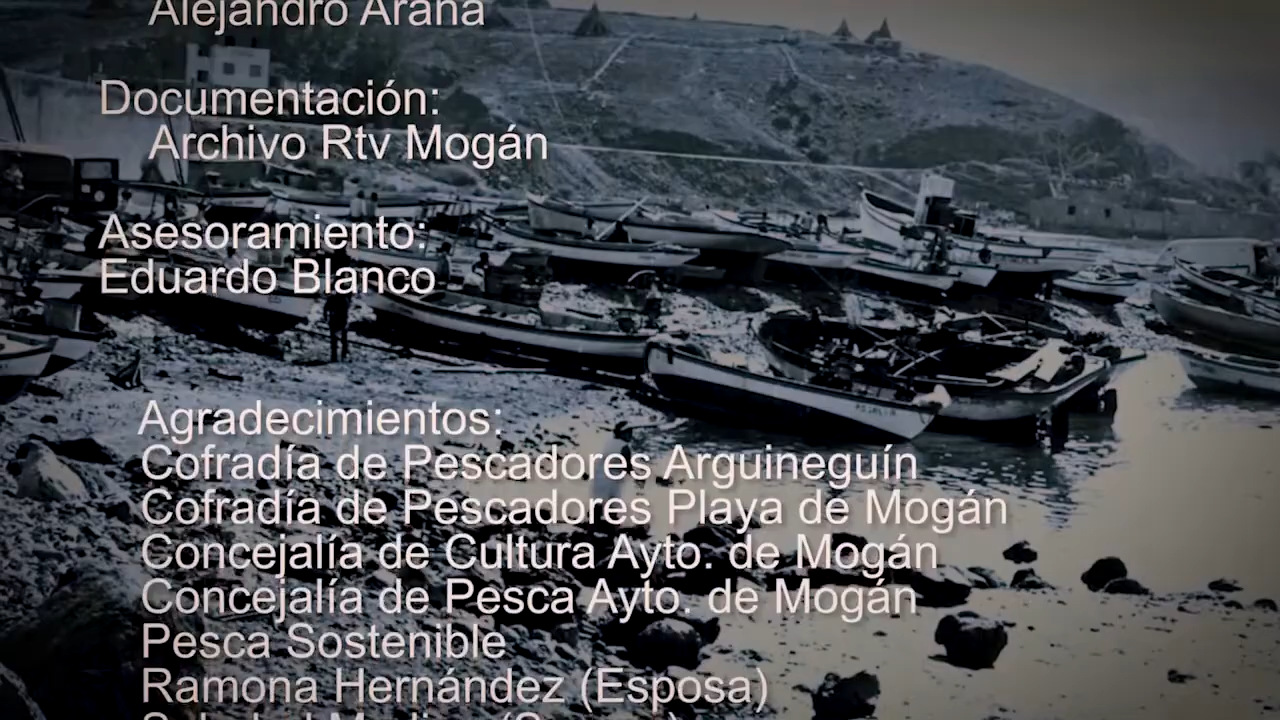 Alejandro Arana
Documentación:
Archivo Rtv Mogán
Asesoramiento:
Eduardo Blanco
Agradecimientos:
Cofradía de Pescadores Arguineguín
Cofradía de Pescadores Playa de Mogán
Concejalía de Cultura Ayto. de Mogán
Concejalía de Pesca Ayto. de Mogán
Pesca Sostenible
Ramona Hernández (Esposa)